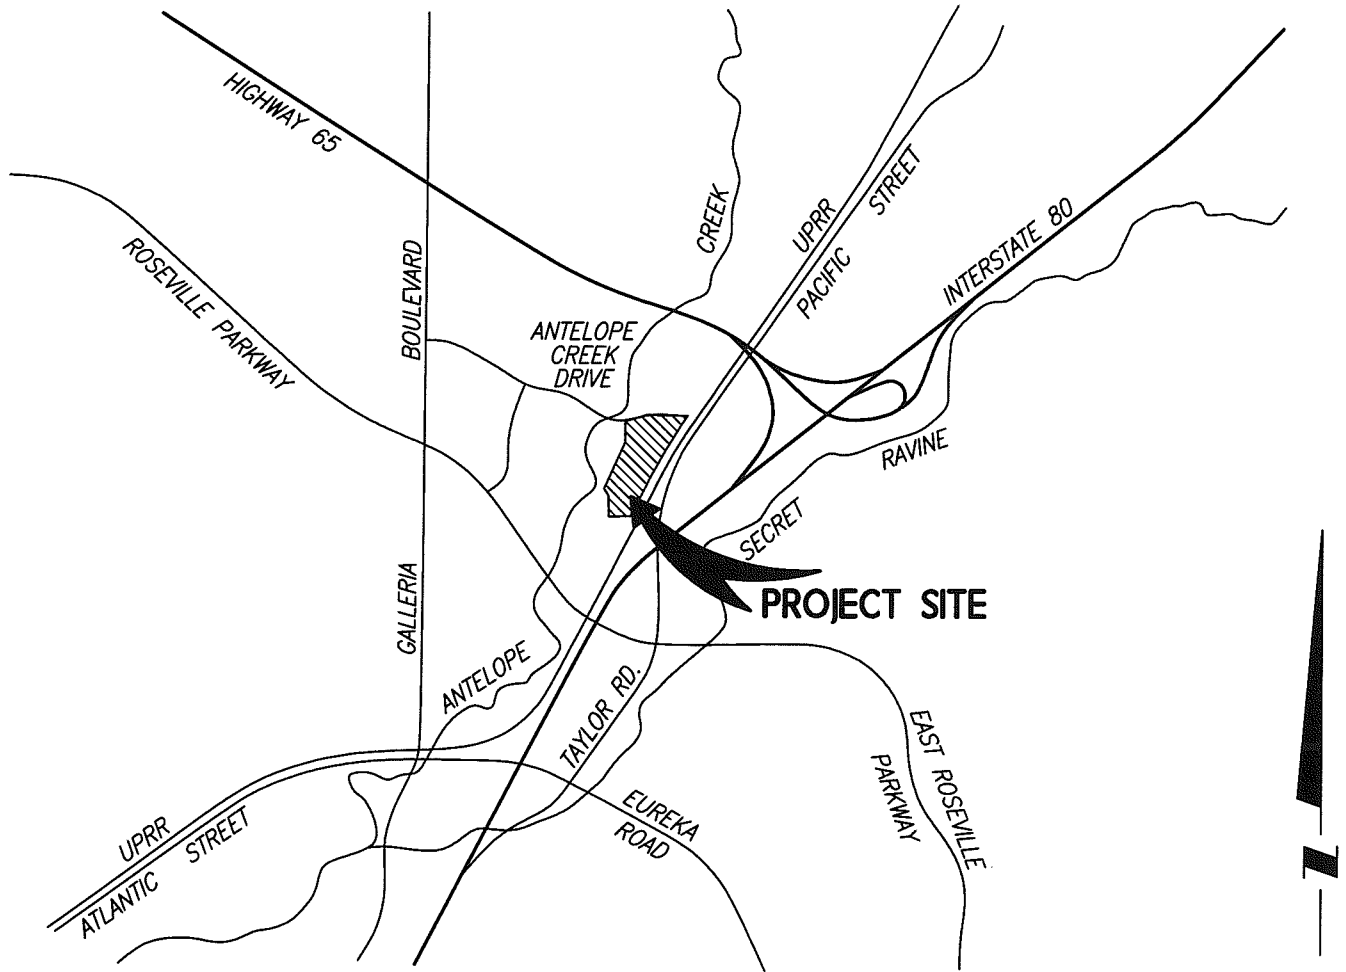 HIGHWAY 65
ROSEVILLE PARKWAY
GALLERIA BOULEVARD
ANTELOPE
CREEK
DRIVE
ANTELOPE CREEK
UPRR
PACIFIC STREET
INTERSTATE 80
SECRET RAVINE
PROJECT SITE
TAYLOR RD.
EAST ROSEVILLE
PARKWAY
EUREKA
ROAD
UPRR
ATLANTIC STREET
N